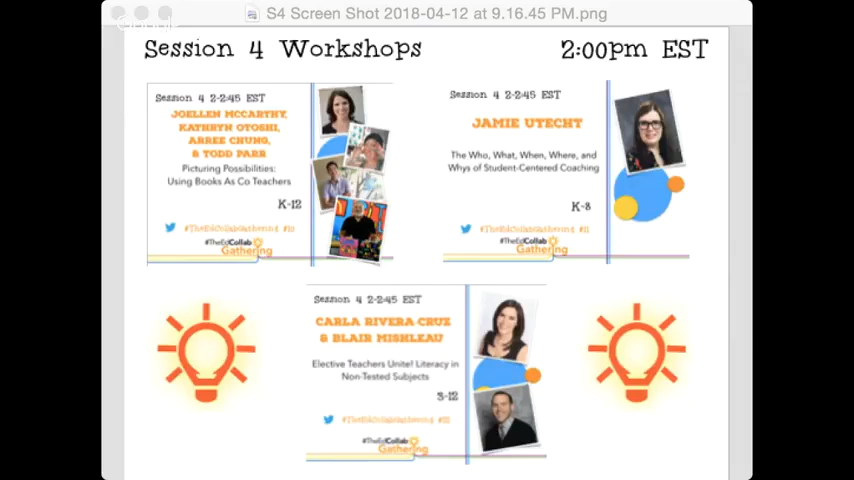 S4 Screen Shot 2018-04-12 at 9.16.45 PM.png
Google
Session 4 Workshops
2:00pm EST
Session 4 2-2:45 EST
JOELLEN MCCARTHY,
KATHRYN OTOSHI,
ARREE CHUNG,
& TODD PARR
Picturing Possibilities:
Using Books As Co Teachers
K-12
#TheEdCollabGathering
#TheEdCollab
Gathering
Session 4 2-2:45 EST
JAMIE UTECHT
The Who, What, When, Where, and
Whys of Student-Centered Coaching
K-8
#TheEdCollabGathering
#TheEdCollab
Gathering
Session 4 2-2:45 EST
CARLA RIVERA-CRUZ
& BLAIR MISHLEAU
Elective Teachers Unite! Literacy in
Non-Tested Subjects
3-12
#TheEdCollabGathering
#TheEdCollab
Gathering